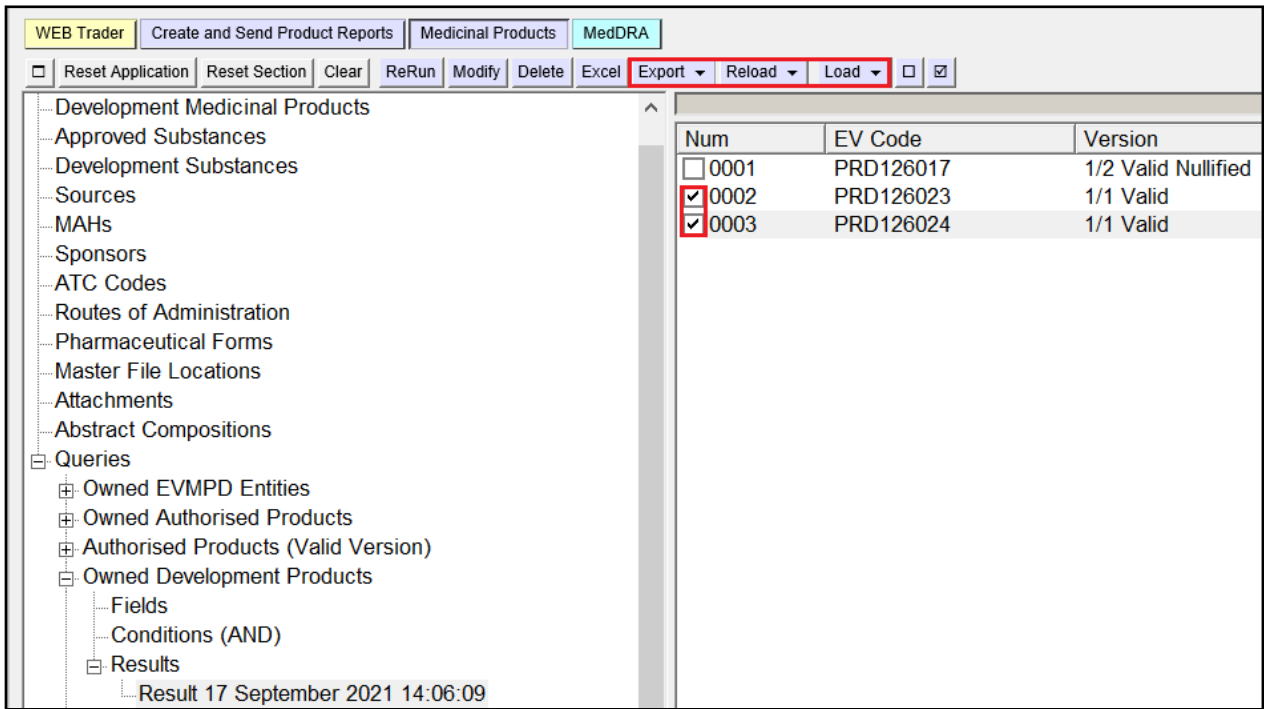 WEB Trader Create and Send Product Reports Medicinal Products MedDRA
Reset Application Reset Section Clear ReRun Modify Delete Excel Export Reload Load
Development Medicinal Products
Approved Substances
Development Substances
Sources
MAHs
Sponsors
ATC Codes
Routes of Administration
Pharmaceutical Forms
Master File Locations
Attachments
Abstract Compositions
Queries
Owned EVMPD Entities
Owned Authorised Products
Authorised Products (Valid Version)
Owned Development Products
Fields
Conditions (AND)
Results
Result 17 September 2021 14:06:09
Num EV Code Version
0001 PRD126017 1/2 Valid Nullified
0002 PRD126023 1/1 Valid
0003 PRD126024 1/1 Valid